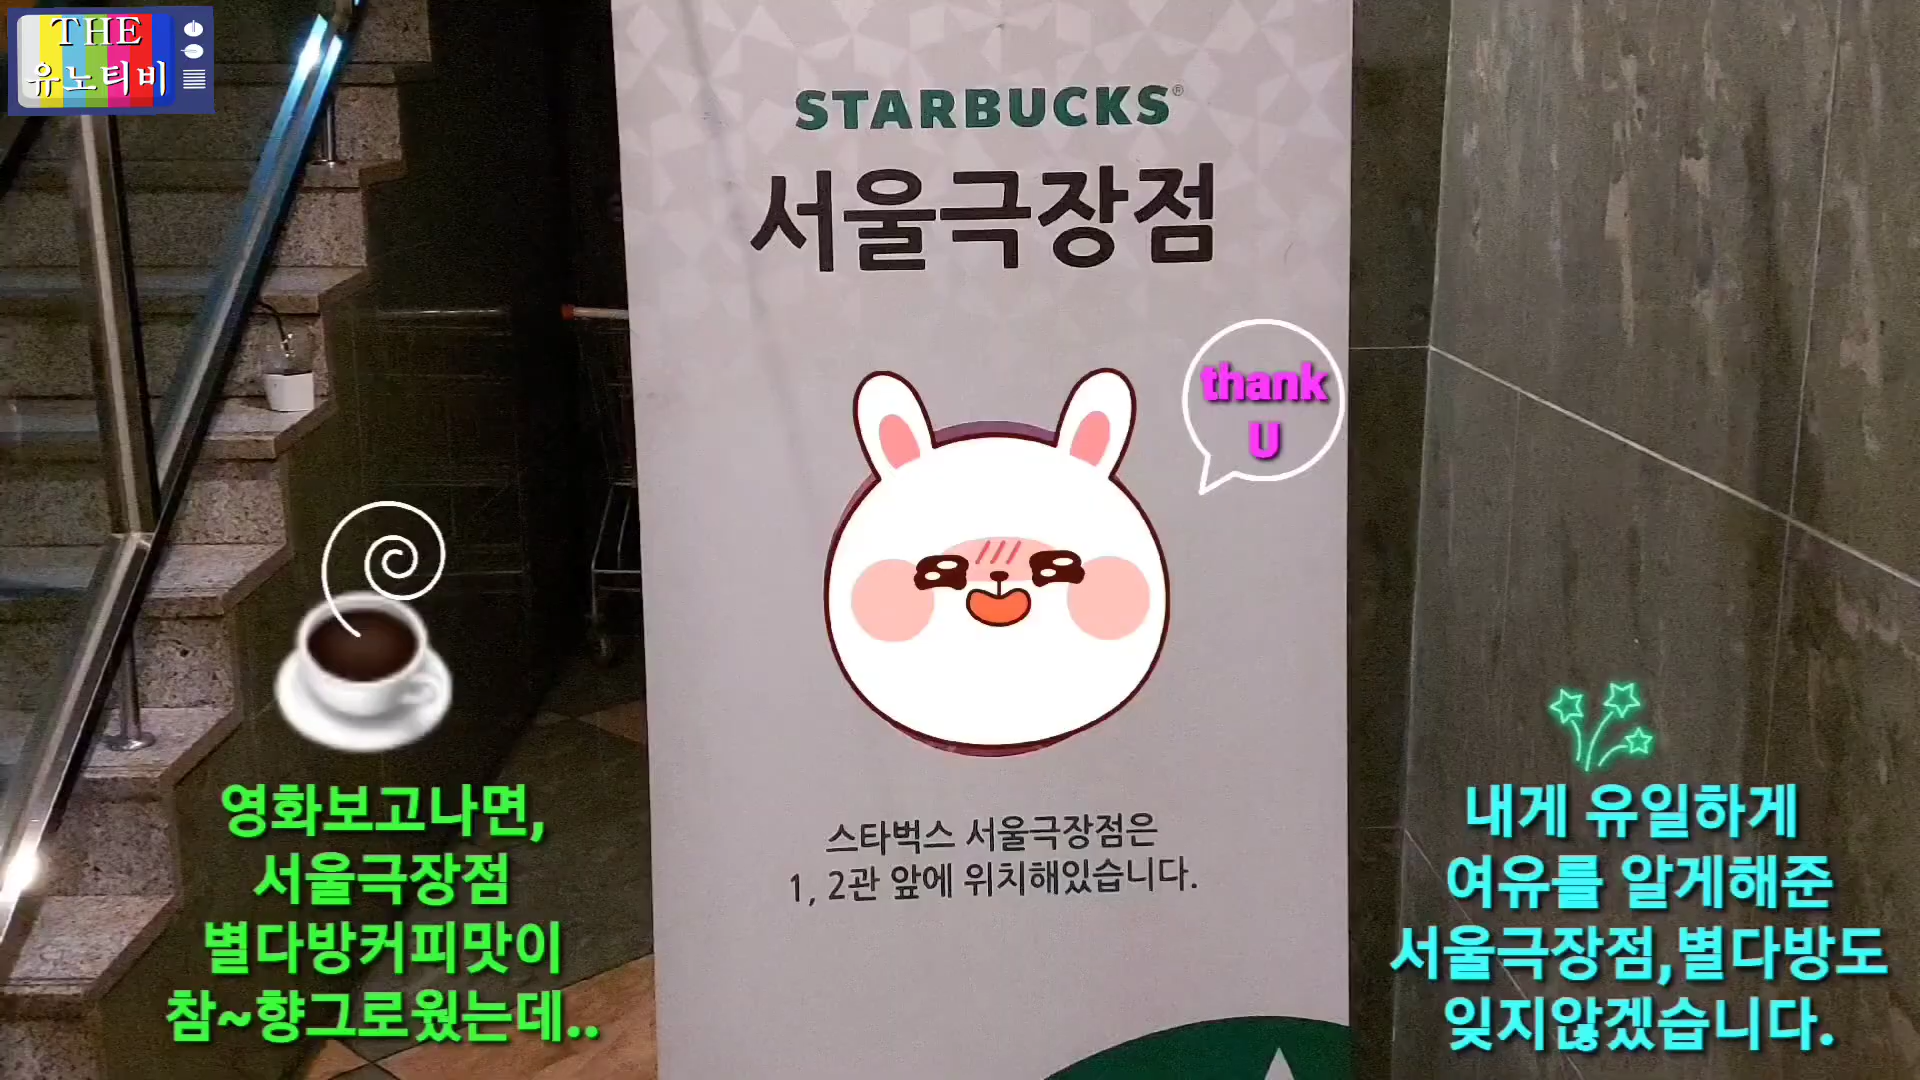 THE
유노티비
STARBUCKS®
서울극장점
thank
U
스타벅스 서울극장점은
1, 2관 앞에 위치해있습니다.
영화보고나면,
서울극장점
별다방커피맛이
참~향그로웠는데..
내게 유일하게
여유를 알게해준
서울극장점,별다방도
잊지않겠습니다.